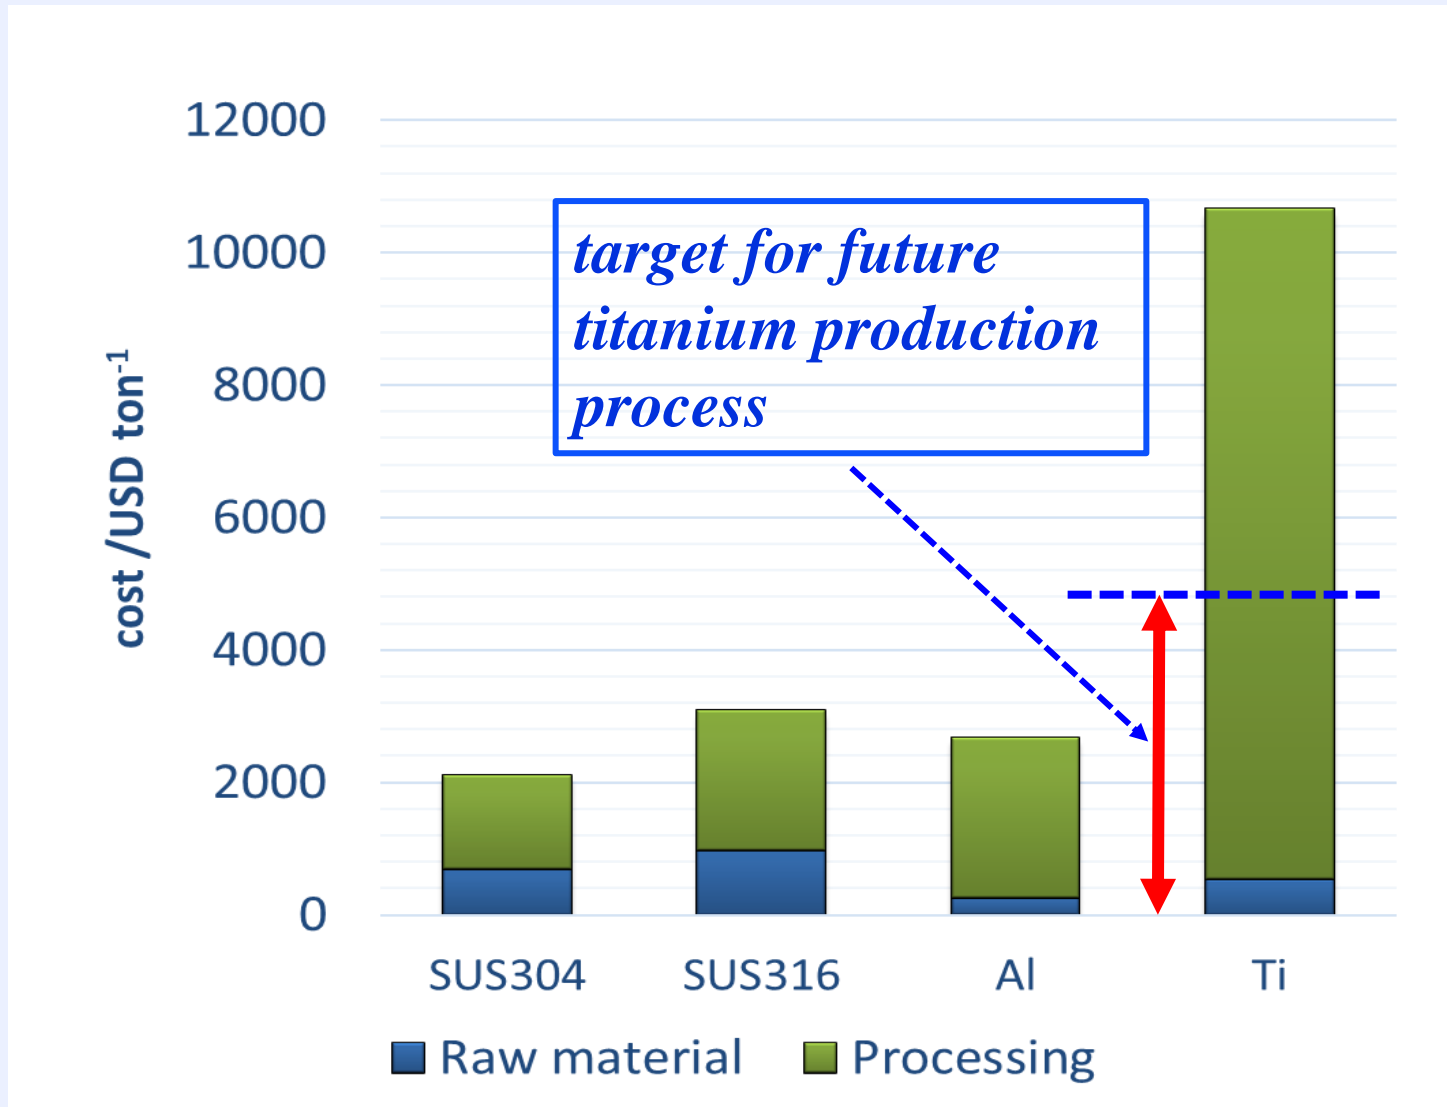 12000
10000
8000
6000
4000
2000
0
cost /USD ton-1
target for future
titanium production
process
SUS304 SUS316 Al Ti
Raw material Processing